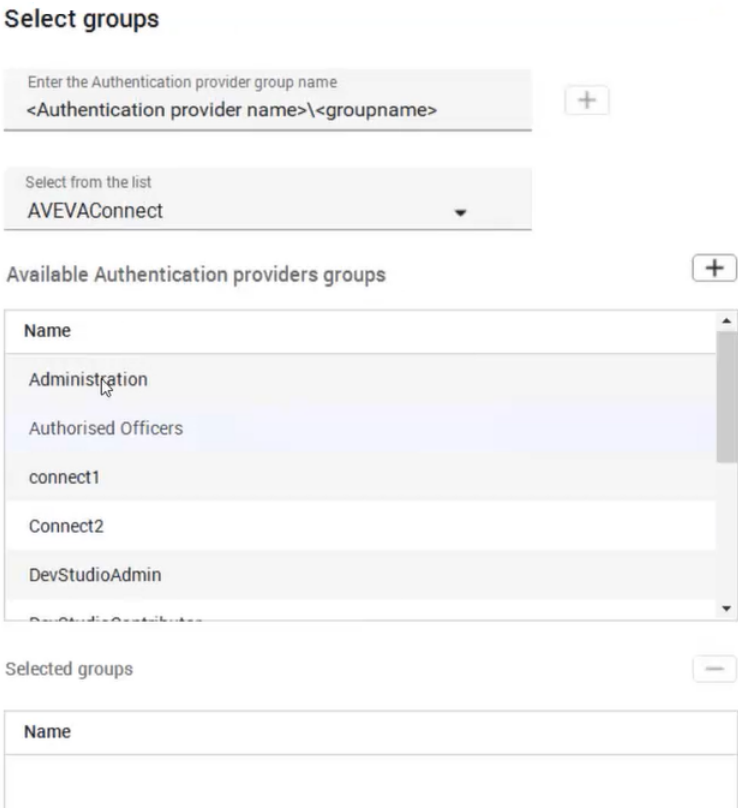 Select groups
Enter the Authentication provider group name
<Authentication provider name>\<groupname>
Select from the list
AVEVAConnect
Available Authentication providers groups
Name
Administration
Authorised Officers
connect1
Connect2
DevStudioAdmin
DevStudioContributor
Selected groups
Name